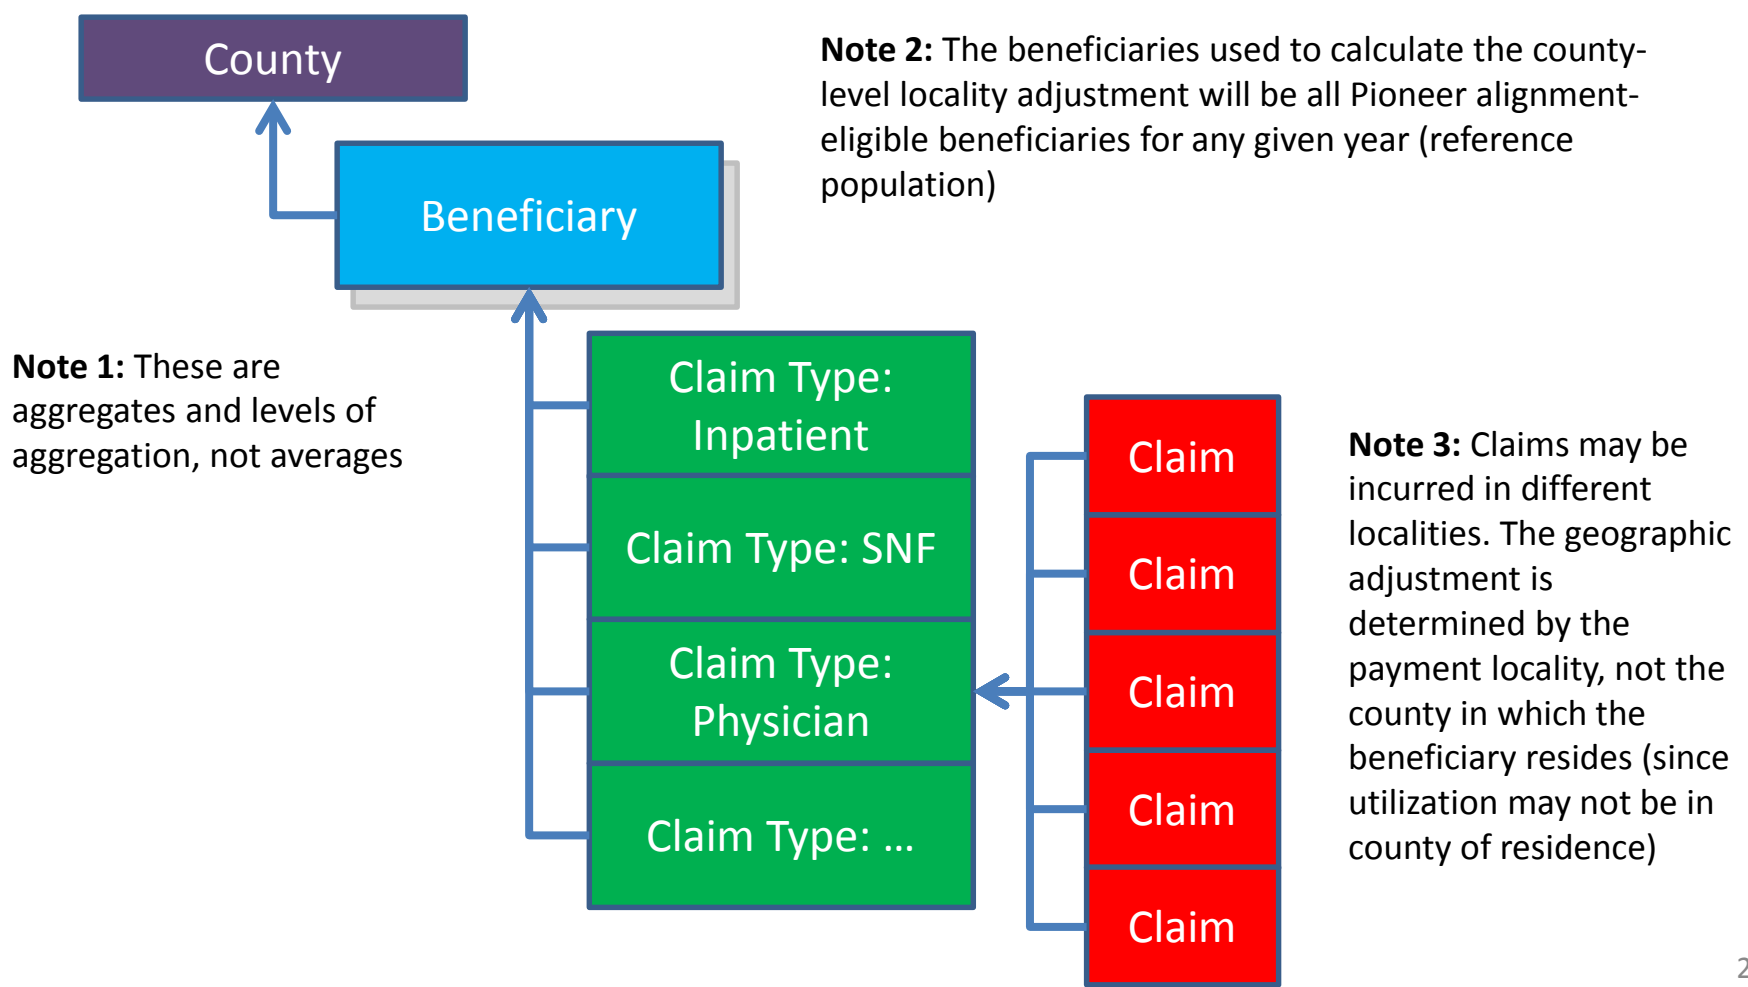 County
Note 2: The beneficiaries used to calculate the county-
level locality adjustment will be all Pioneer alignment-
eligible beneficiaries for any given year (reference
population)
Beneficiary
Note 1: These are
aggregates and levels of
aggregation, not averages
Claim Type:
Inpatient
Claim Type: SNF
Claim Type:
Physician
Claim Type: ...
Claim
Claim
Claim
Claim
Claim
Note 3: Claims may be
incurred in different
localities. The geographic
adjustment is
determined by the
payment locality, not the
county in which the
beneficiary resides (since
utilization may not be in
county of residence)